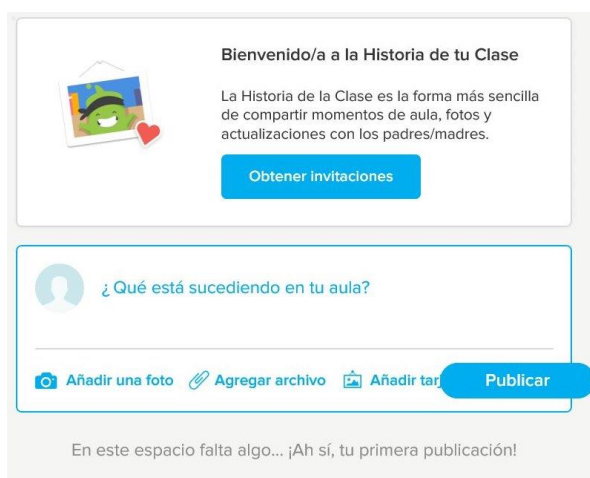 Bienvenido/a a la Historia de tu Clase
La Historia de la Clase es la forma más sencilla
de compartir momentos de aula, fotos y
actualizaciones con los padres/madres.
Obtener invitaciones
¿ Qué está sucediendo en tu aula?
Añadir una foto Agregar archivo Añadir tarj Publicar
En este espacio falta algo... ¡Ah sí, tu primera publicación!